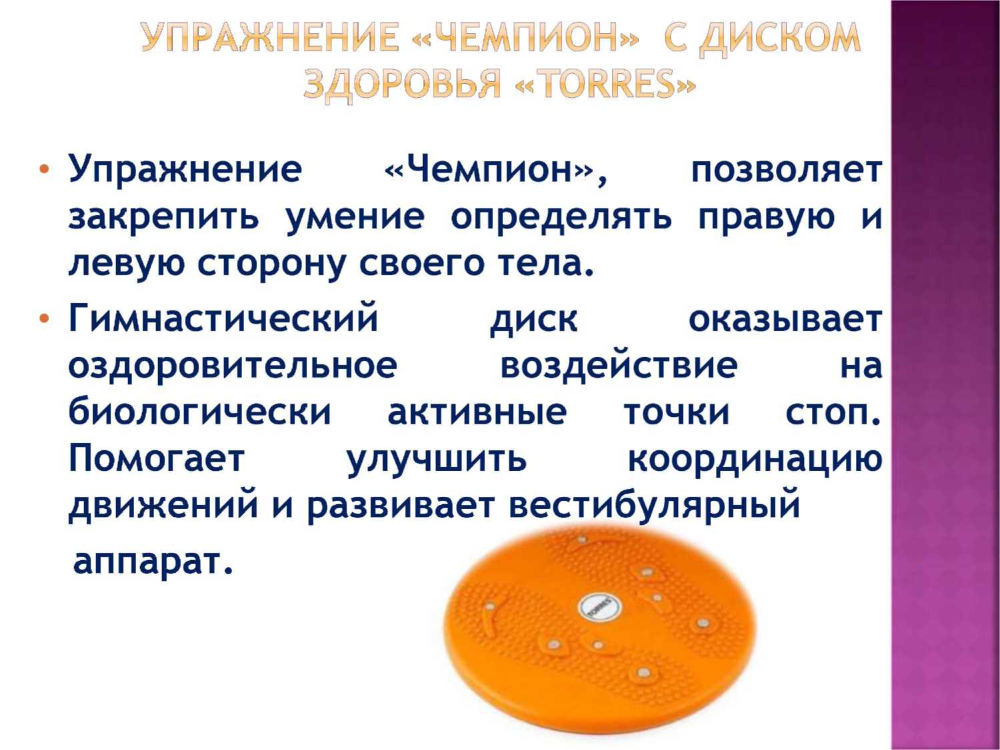 УПРАЖНЕНИЕ «ЧЕМПИОН» С ДИСКОМ
ЗДОРОВЬЯ «TORRES»
• Упражнение «Чемпион», позволяет
закрепить умение определять правую и
левую сторону своего тела.
• Гимнастический диск оказывает
оздоровительное воздействие на
биологически активные точки стоп.
Помогает улучшить координацию
движений и развивает вестибулярный
аппарат.
TORRES